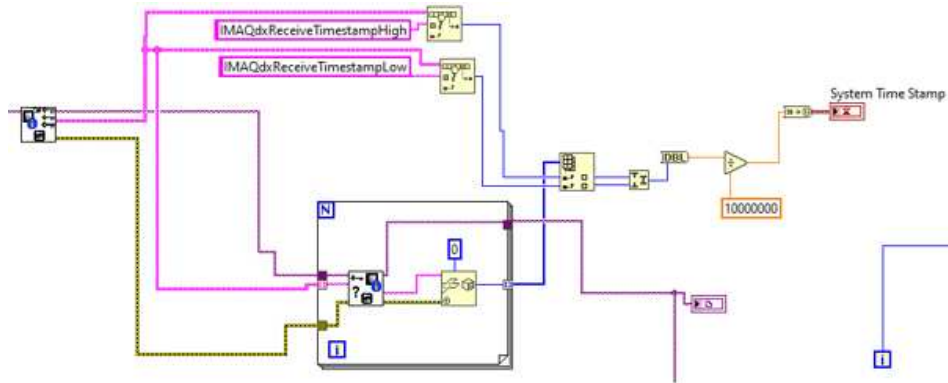 IMAQdxReceiveTimestampHigh
IMAQdxReceiveTimestampLow
System Time Stamp
DBL
10000000
N
0
?
i
i